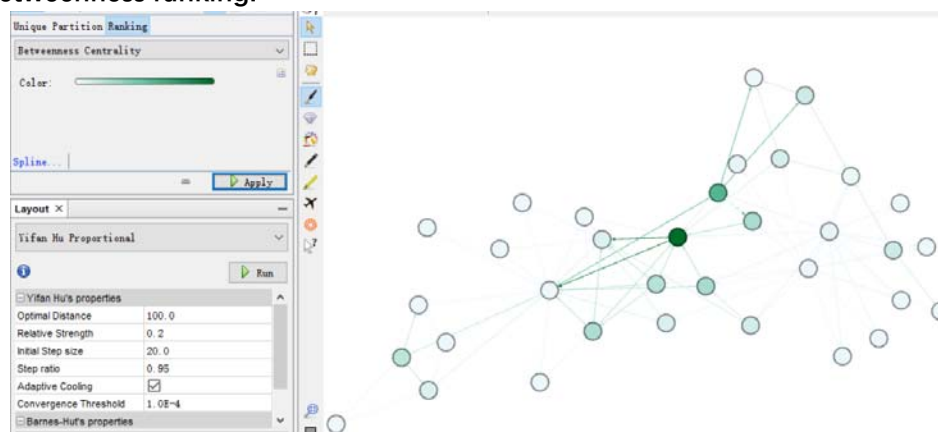 etweenness ranking.
Unique Partition Ranking
Betweenness Centrality
Color:
Spline...
Apply
Layout ×
Yifan Hu Proportional
Run
Yifan Hu's properties
Optimal Distance 100.0
Relative Strength 0.2
Initial Step size 20.0
Step ratio 0.95
Adaptive Cooling
Convergence Threshold 1.0E-4
Barnes-Hut's properties